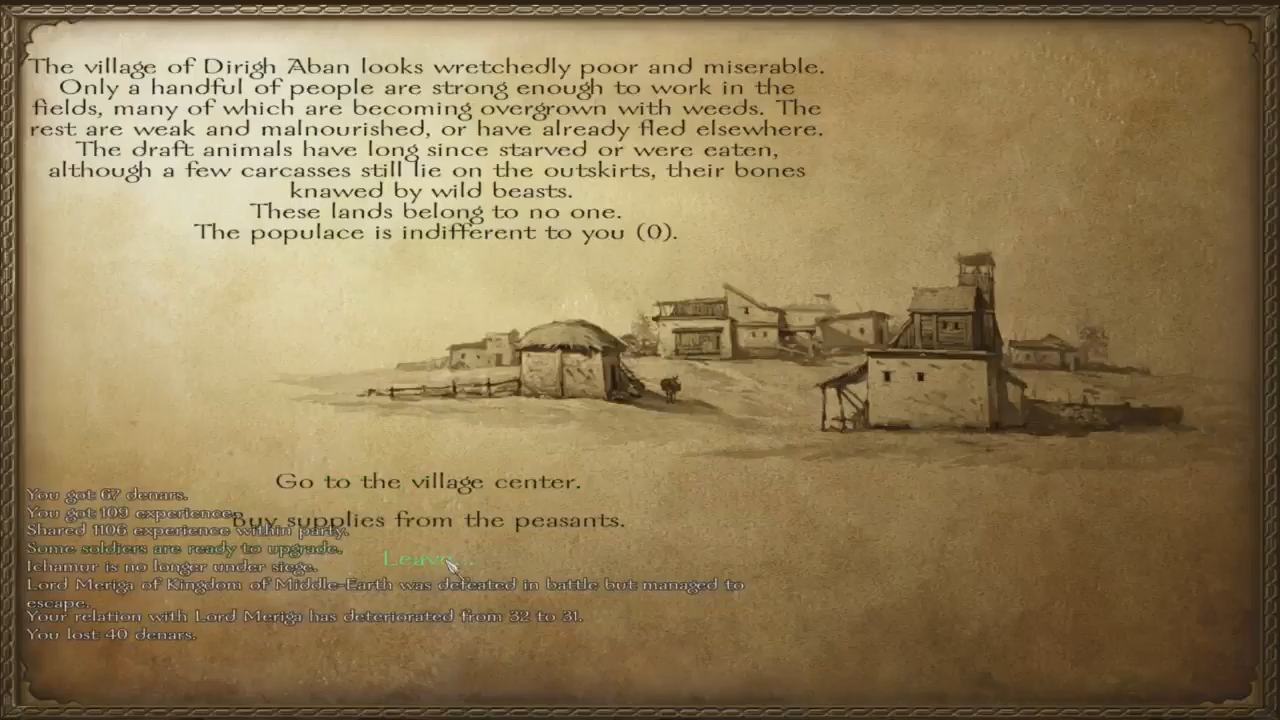 The village of Dirigh Aban looks wretchedly poor and miserable.
Only a handful of people are strong enough to work in the
fields, many of which are becoming overgrown with weeds. The
rest are weak and malnourished, or have already fled elsewhere.
The draft animals have long since starved or were eaten,
although a few carcasses still lie on the outskirts, their bones
knawed by wild beasts.
These lands belong to no one.
The populace is indifferent to you (0).
Go to the village center.
You got 67 denars.
You got 109 experience.
Buy supplies from the peasants.
Shared 1106 experience within party.
Some soldiers are ready to upgrade.
Leave...
Ichamur is no longer under siege.
Lord Meriga of Kingdom of Middle-Earth was defeated in battle but managed to
escape.
Your relation with Lord Meriga has deteriorated from 32 to 31.
You lost 40 denars.